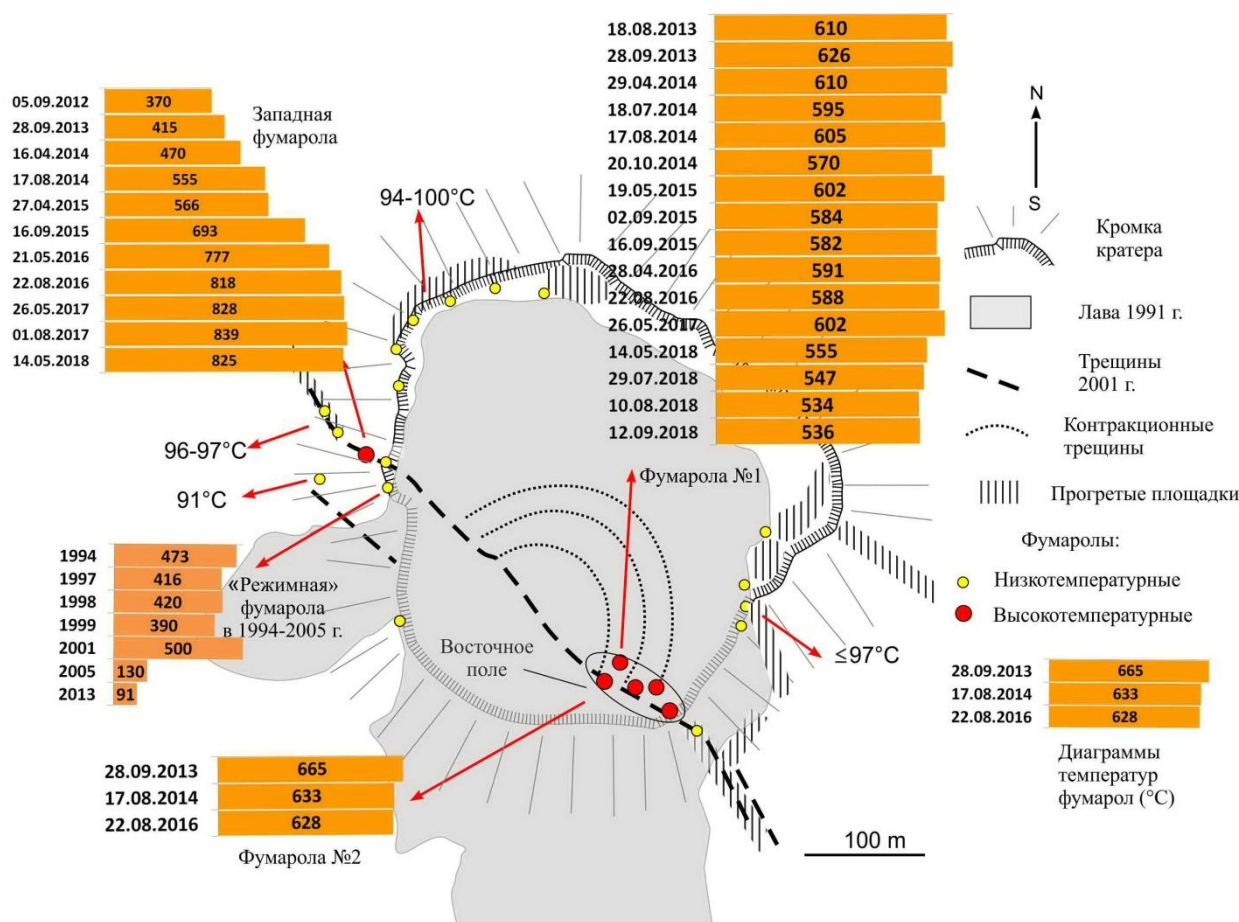 18.08.2013 610
28.09.2013 626
29.04.2014 610
18.07.2014 595
17.08.2014 605
20.10.2014 570
19.05.2015 602
02.09.2015 584
16.09.2015 582
28.04.2016 591
22.08.2016 588
26.05.2017 602
14.05.2018 555
29.07.2018 547
10.08.2018 534
12.09.2018 536
Фумарола №1
05.09.2012 370
28.09.2013 415
16.04.2014 470
17.08.2014 555
27.04.2015 566
16.09.2015 693
21.05.2016 777
22.08.2016 818
26.05.2017 828
01.08.2017 839
14.05.2018 825
Западная
фумарола
94-100°C
96-97°C
91°C
1994 473
1997 416
1998 420
1999 390
2001 500
2005 130
2013 91
«Режимная»
фумарола
в 1994-2005 г.
Восточное
поле
≤97°C
28.09.2013 665
17.08.2014 633
22.08.2016 628
Фумарола №2
100 m
N
S
Кромка
кратера
Лава 1991 г.
Трещины
2001 г.
Контракционные
трещины
Прогретые площадки
Фумаролы:
Низкотемпературные
Высокотемпературные
28.09.2013 665
17.08.2014 633
22.08.2016 628
Диаграммы
температур
фумарол (°C)